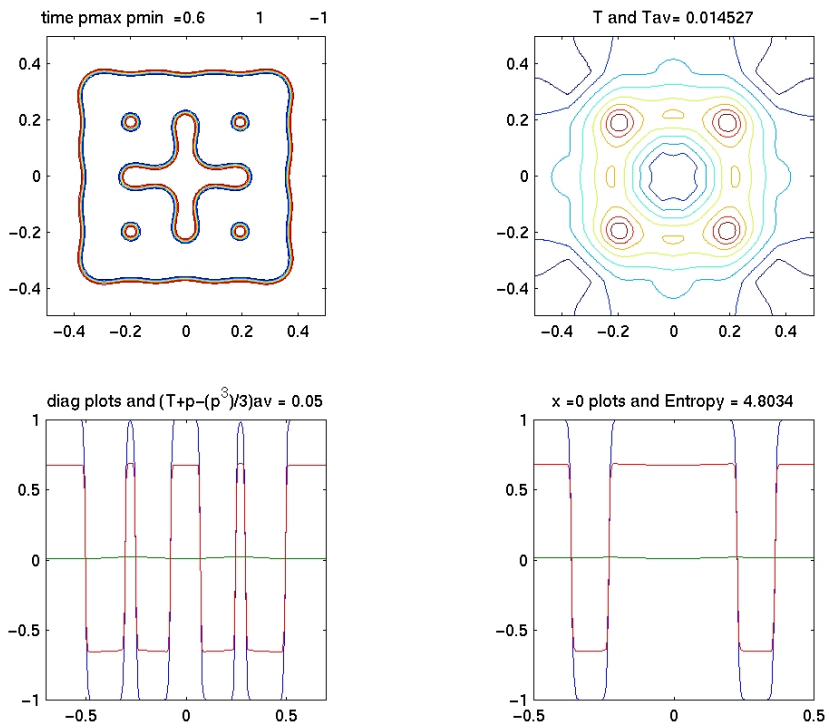 time pmax pmin =0.6 1 -1
T and Tav= 0.014527
0.4
0.2
0
-0.2
-0.4
-0.4 -0.2 0 0.2 0.4
0.4
0.2
0
-0.2
-0.4
-0.4 -0.2 0 0.2 0.4
diag plots and (T+p-(p^3)/3)av = 0.05
x =0 plots and Entropy = 4.8034
1
0.5
0
-0.5
-1
-0.5 0 0.5
1
0.5
0
-0.5
-1
-0.5 0 0.5